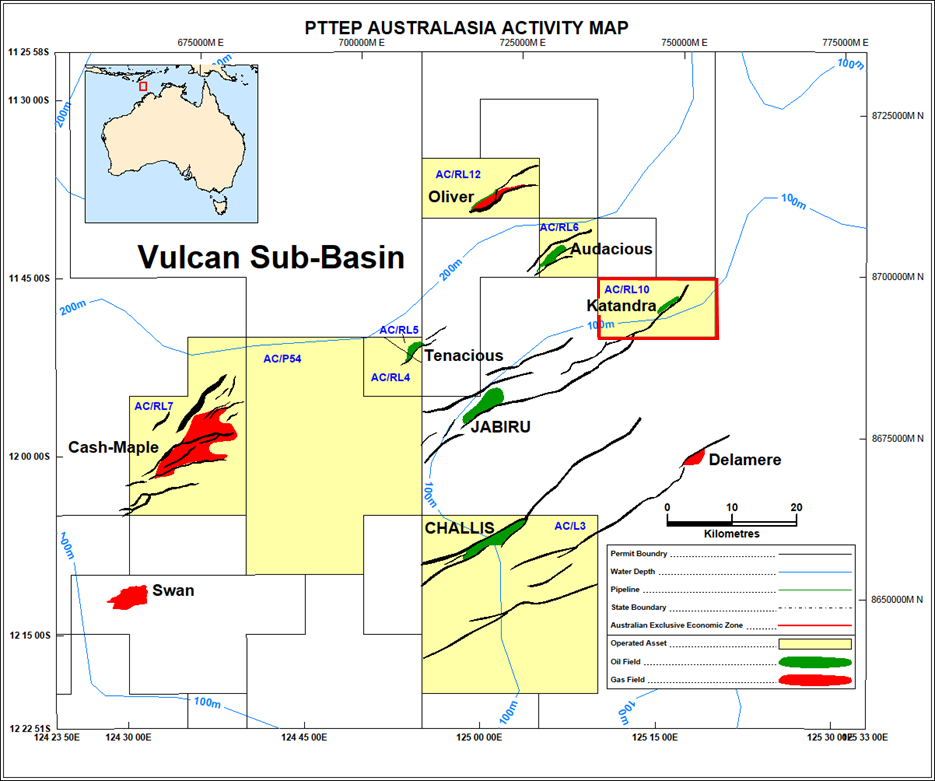 PTTEP AUSTRALASIA ACTIVITY MAP
675000M E
700000M E
725000M E
750000M E
775000M E
11 25 58S
11 30 00S
11 45 00S
12 00 00S
12 15 00S
12 22 51S
8725000M N
8700000M N
8675000M N
8650000M N
200m
100m
100m
AC/RL12
Oliver
AC/RL6
Audacious
Vulcan Sub-Basin
200m
200m
AC/RL10
Katandra
100m
AC/RL5
Tenacious
AC/P54
AC/RL4
AC/RL7
JABIRU
Cash-Maple
Delamere
100m
CHALLIS
AC/L3
100m
Swan
100m
100m
0 10 20
Kilometres
Permit Boundry
Water Depth
Pipeline
State Boundary
Australian Exclusive Economic Zone
Operated Asset
Oil Field
Gas Field
124 23 50E
124 30 00E
124 45 00E
125 00 00E
125 15 00E
125 30 00E
125 33 00E